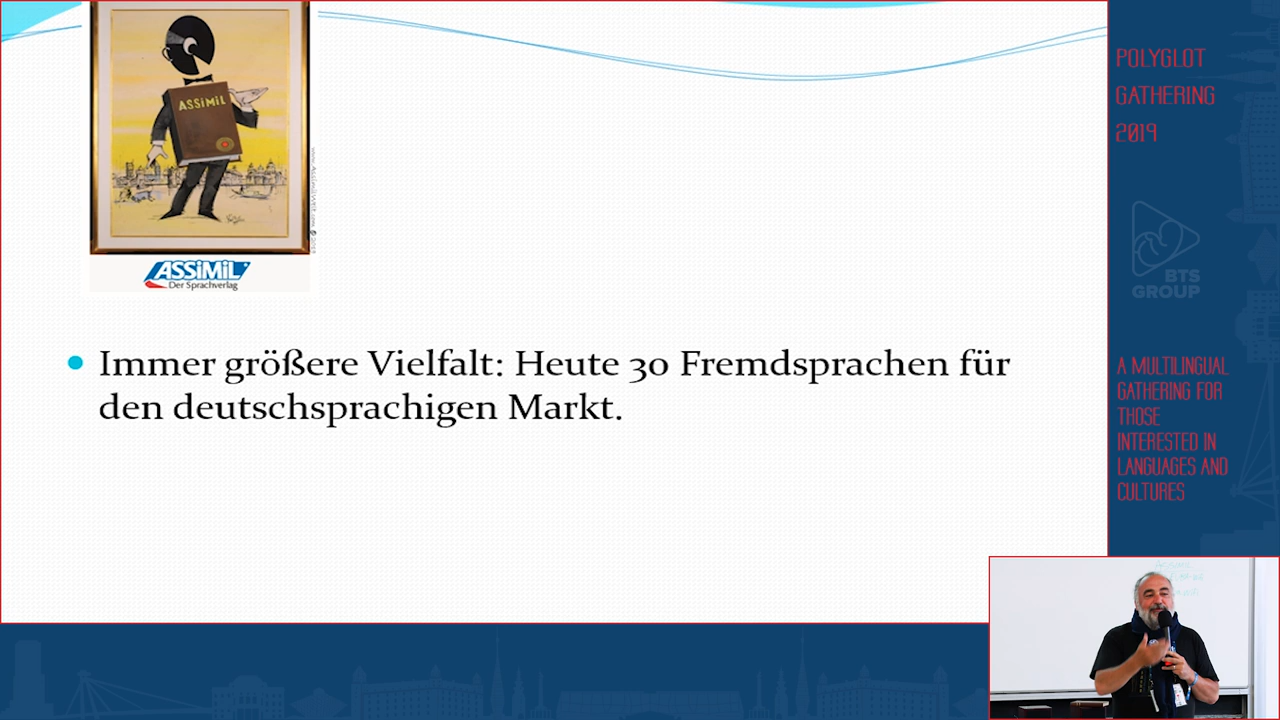 ASSiMiL
ASSiMiL
Der Sprachverlag
Immer größere Vielfalt: Heute 30 Fremdsprachen für
den deutschsprachigen Markt.
POLYGLOT
GATHERING
2019
BTS
GROUP
A MULTILINGUAL
GATHERING FOR
THOSE
INTERESTED IN
LANGUAGES AND
CULTURES